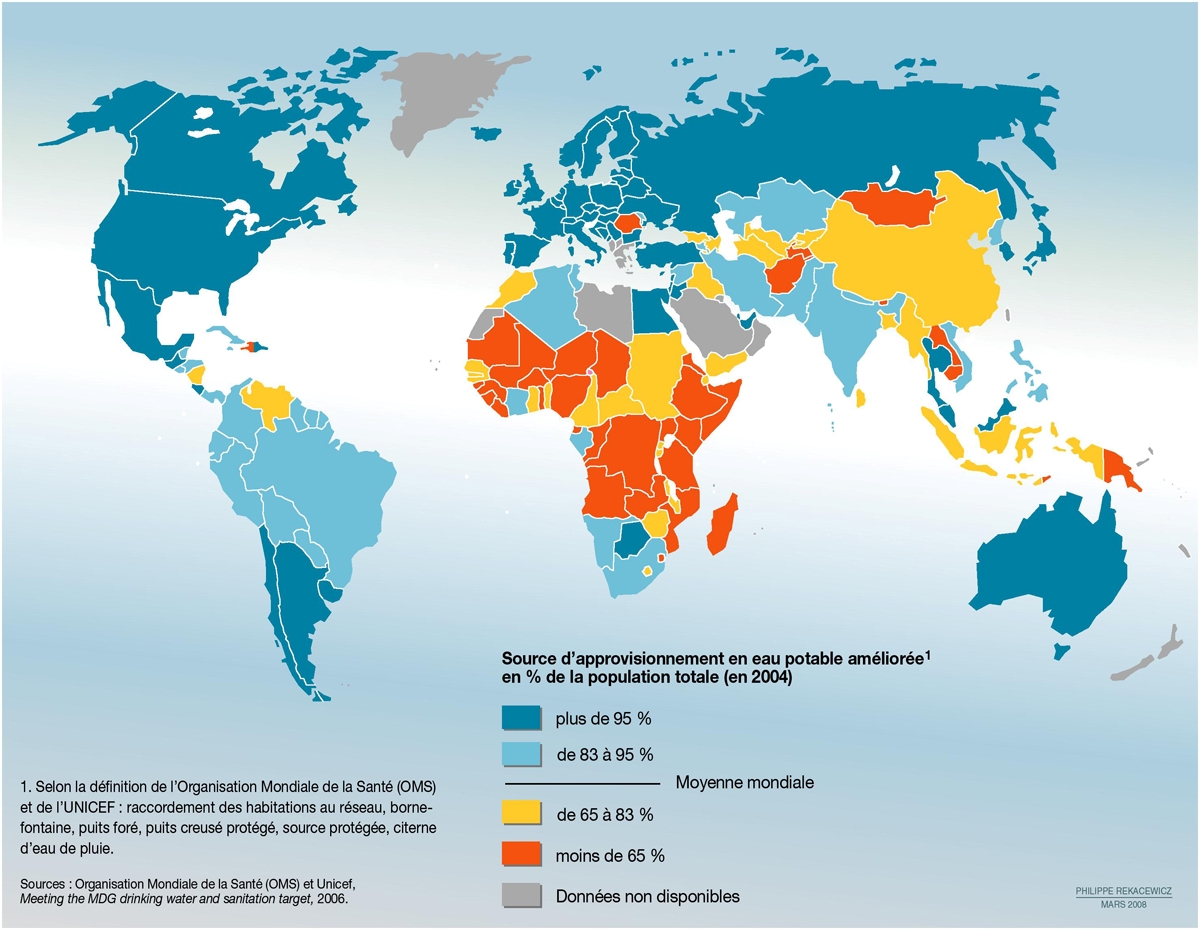 Source d’approvisionnement en eau potable améliorée¹
en % de la population totale (en 2004)
plus de 95 %
de 83 à 95 %
Moyenne mondiale
de 65 à 83 %
moins de 65 %
Données non disponibles
1. Selon la définition de l’Organisation Mondiale de la Santé (OMS)
et de l’UNICEF : raccordement des habitations au réseau, borne-
fontaine, puits foré, puits creusé protégé, source protégée, citerne
d’eau de pluie.
Sources : Organisation Mondiale de la Santé (OMS) et Unicef,
Meeting the MDG drinking water and sanitation target, 2006.
PHILIPPE REKACEWICZ
MARS 2008